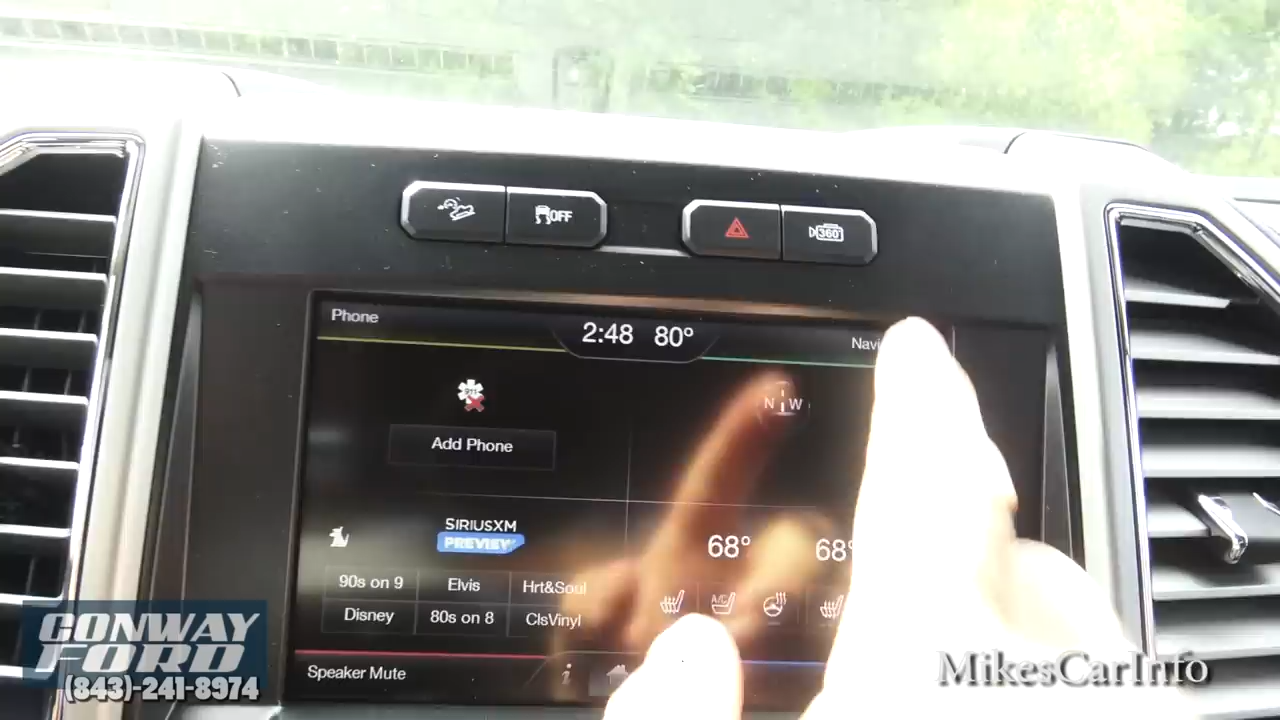 OFF
360°
Phone
2:48 80°
N W
Add Phone
SIRIUSXM
PREVIEW
68° 68°
90s on 9 Elvis Hrt&Soul
A/C
Disney 80s on 8 ClsVinyl
Speaker Mute
i
CONWAY
FORD
(843)-241-8974
MikesCarInfo